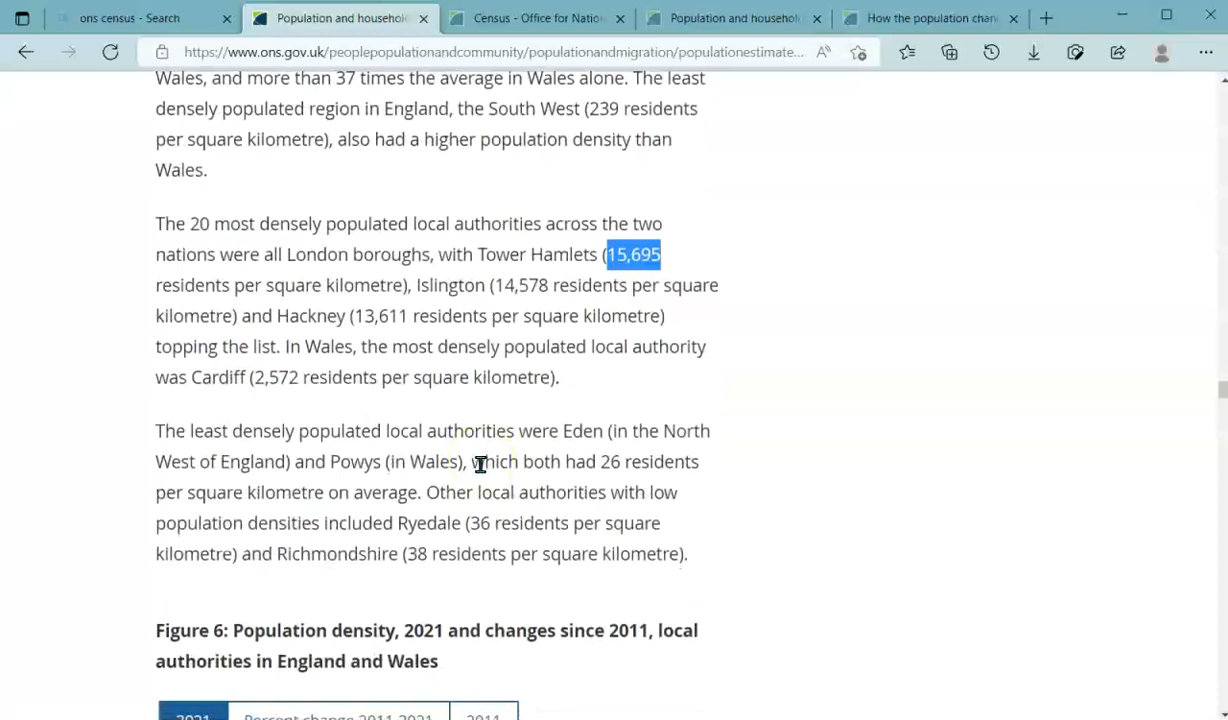 ons census - Search
Population and househol
Census - Office for Natio
Population and househol
How the population chan
https://www.ons.gov.uk/peoplepopulationandcommunity/populationandmigration/populationestimate...
Wales, and more than 37 times the average in Wales alone. The least
densely populated region in England, the South West (239 residents
per square kilometre), also had a higher population density than
Wales.
The 20 most densely populated local authorities across the two
nations were all London boroughs, with Tower Hamlets (15,695
residents per square kilometre), Islington (14,578 residents per square
kilometre) and Hackney (13,611 residents per square kilometre)
topping the list. In Wales, the most densely populated local authority
was Cardiff (2,572 residents per square kilometre).
The least densely populated local authorities were Eden (in the North
West of England) and Powys (in Wales), which both had 26 residents
per square kilometre on average. Other local authorities with low
population densities included Ryedale (36 residents per square
kilometre) and Richmondshire (38 residents per square kilometre).
Figure 6: Population density, 2021 and changes since 2011, local
authorities in England and Wales
2021 Percent change 2011-2021 2011